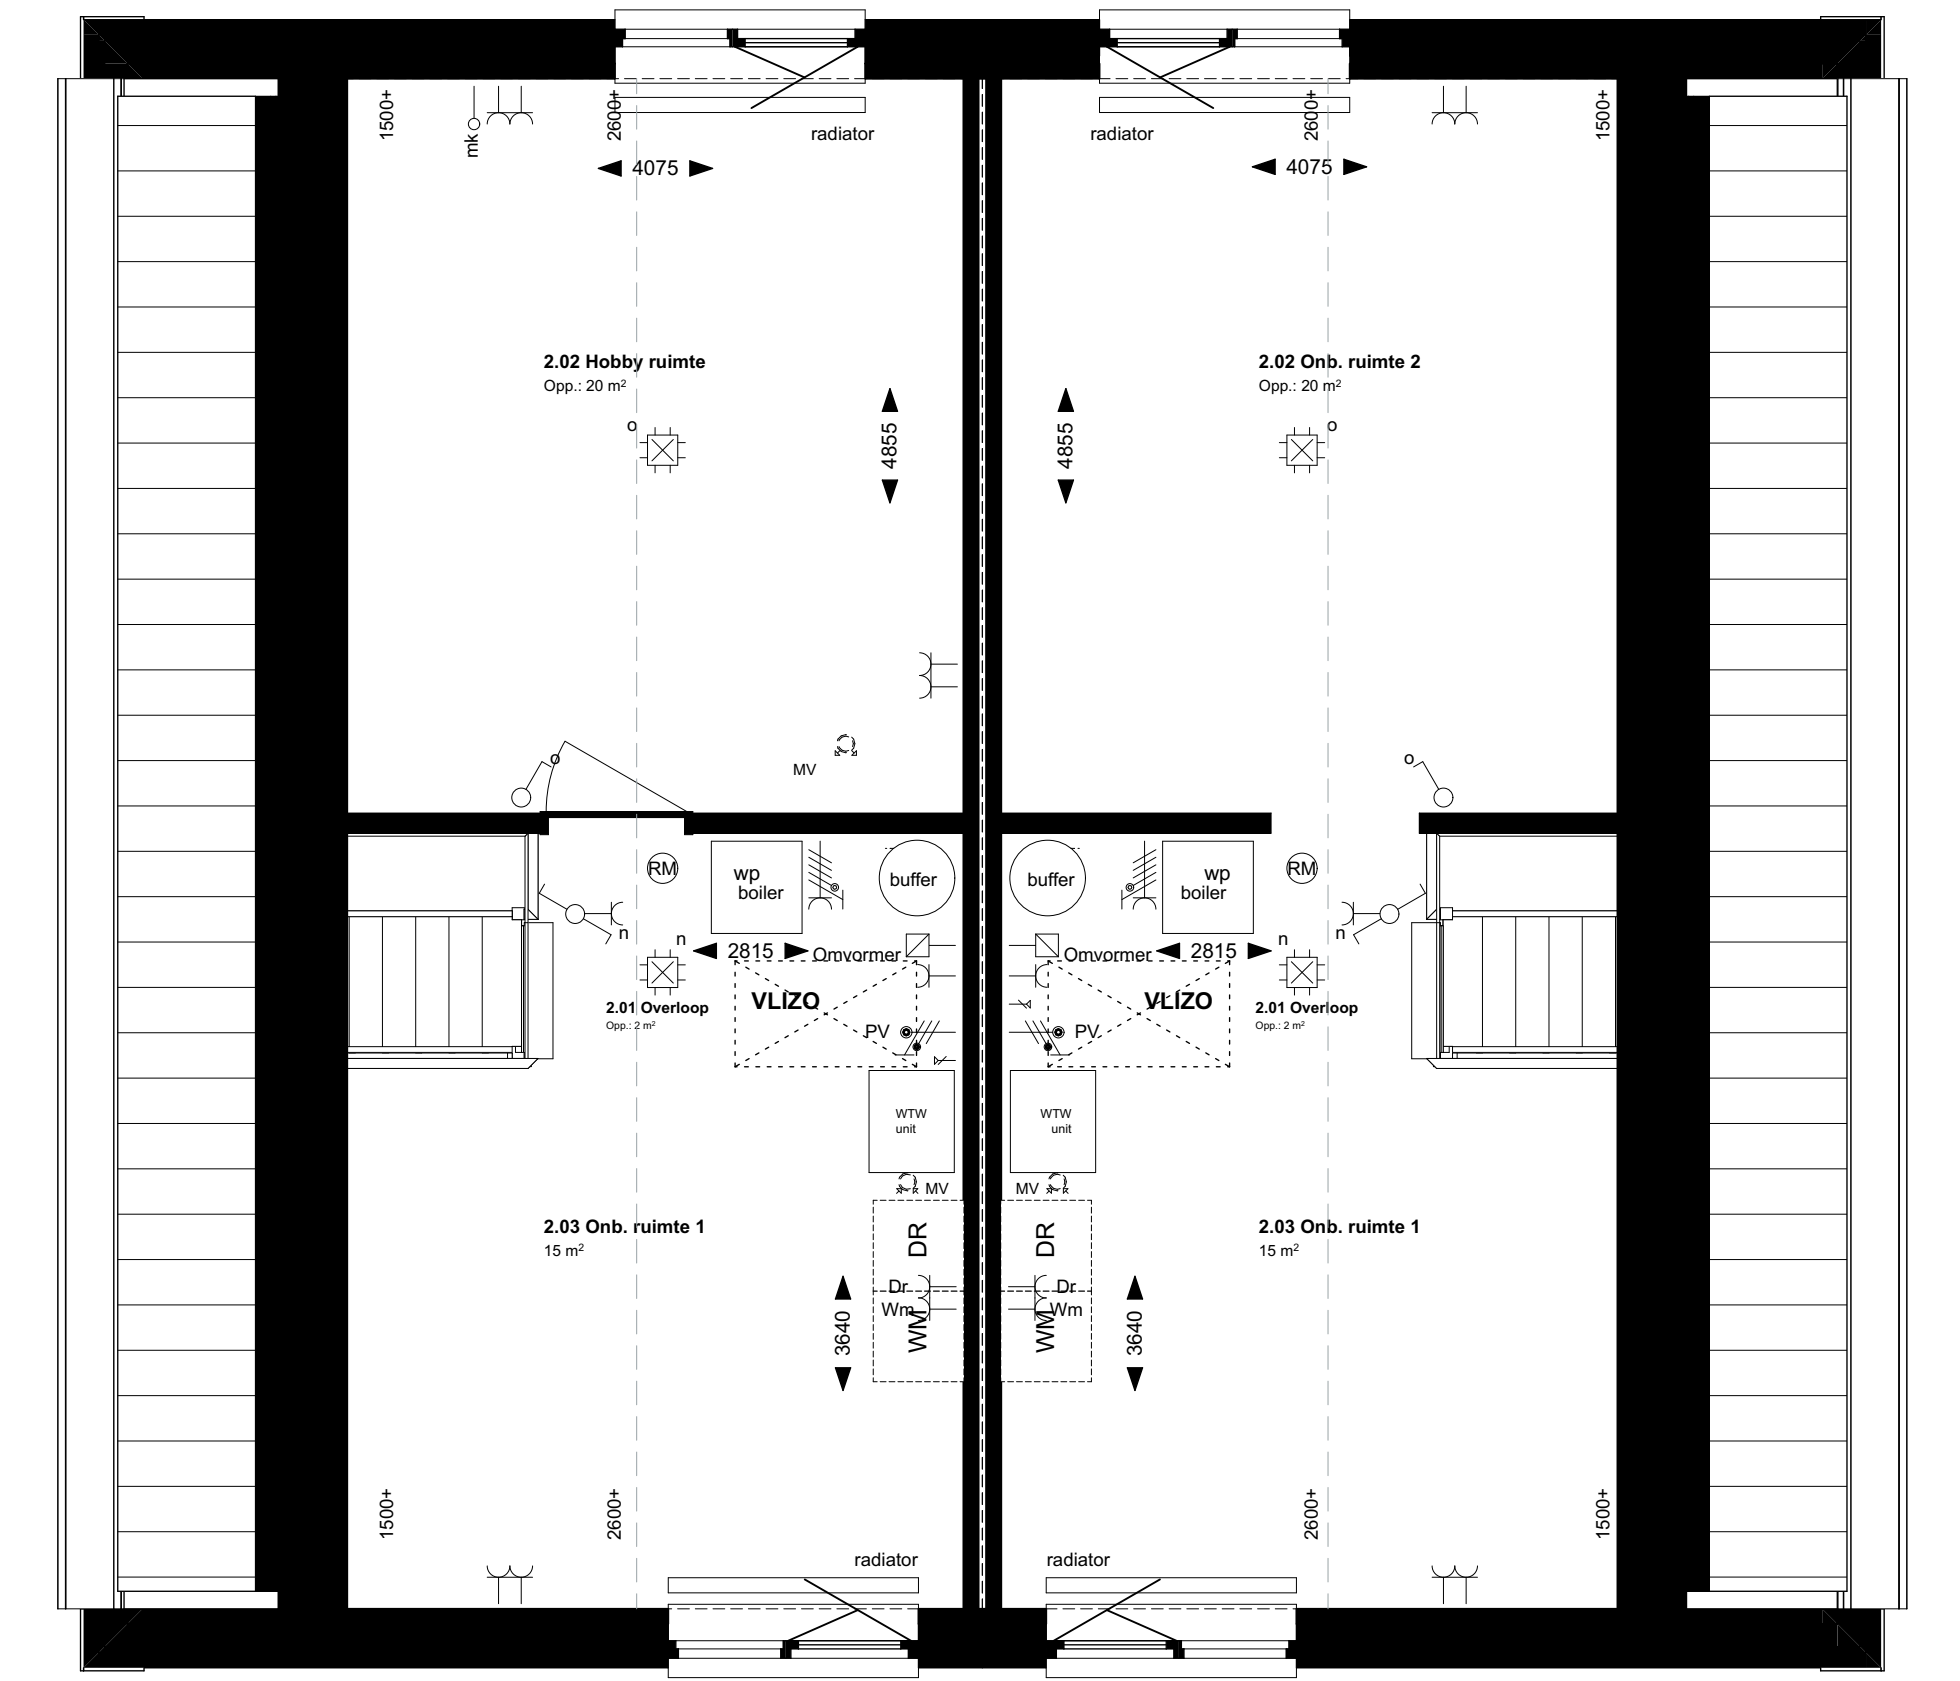 1500+
mk
2600+
radiator
radiator
2600+
1500+
4075
4075
2.02 Hobby ruimte
Opp.: 20 m²
2.02 Onb. ruimte 2
Opp.: 20 m²
o
4855
4855
o
o
MV
o
RM
wp
boiler
buffer
buffer
wp
boiler
RM
n
n
2815
Omvormer
Omvormer
2815
n
n
2.01 Overloop
Opp.: 2 m²
VLIZO
PV
PV
VLIZO
2.01 Overloop
Opp.: 2 m²
WTW
unit
WTW
unit
MV
MV
2.03 Onb. ruimte 1
15 m²
DR
DR
2.03 Onb. ruimte 1
15 m²
Dr
Wm
Dr
Wm
3640
WM
WM
3640
1500+
2600+
radiator
radiator
2600+
1500+